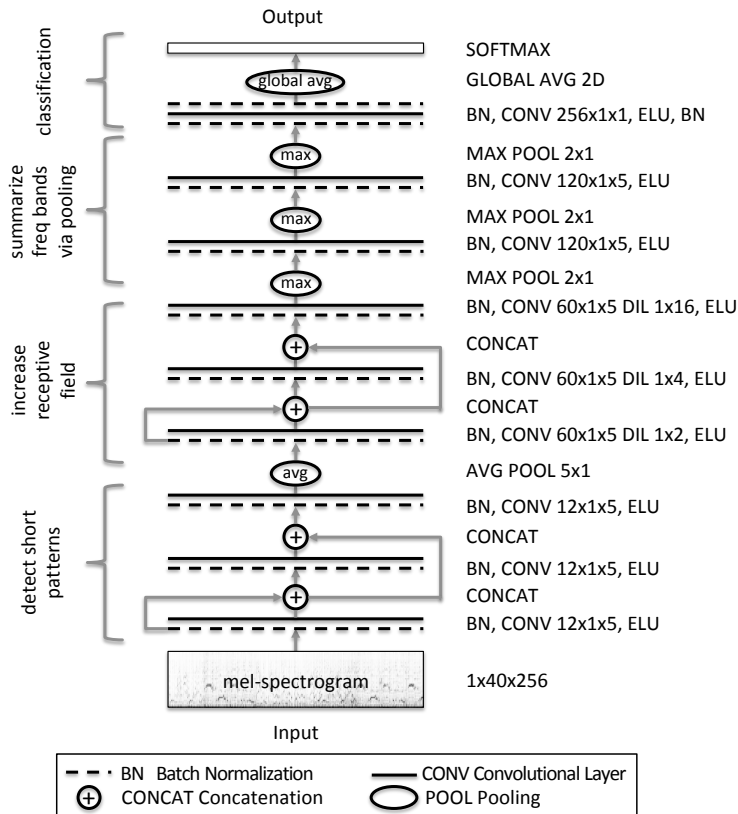 Output
SOFTMAX
global avg GLOBAL AVG 2D
BN, CONV 256x1x1, ELU, BN
classification
max MAX POOL 2x1
BN, CONV 120x1x5, ELU
max MAX POOL 2x1
BN, CONV 120x1x5, ELU
max MAX POOL 2x1
summarize
freq bands
via pooling
BN, CONV 60x1x5 DIL 1x16, ELU
+ CONCAT
BN, CONV 60x1x5 DIL 1x4, ELU
+ CONCAT
BN, CONV 60x1x5 DIL 1x2, ELU
increase
receptive
field
avg AVG POOL 5x1
BN, CONV 12x1x5, ELU
+ CONCAT
BN, CONV 12x1x5, ELU
+ CONCAT
BN, CONV 12x1x5, ELU
detect short
patterns
mel-spectrogram 1x40x256
Input
BN Batch Normalization CONV Convolutional Layer
+ CONCAT Concatenation POOL Pooling